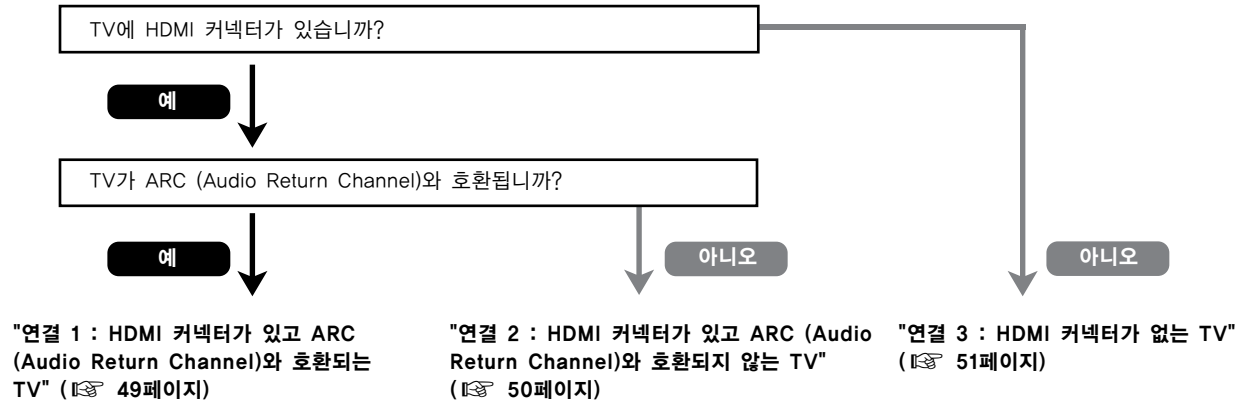 TV에 HDMI 커넥터가 있습니까?
예
TV가 ARC (Audio Return Channel)와 호환됩니까?
예
아니오
아니오
"연결 1 : HDMI 커넥터가 있고 ARC
(Audio Return Channel)와 호환되는
TV" (☞ 49페이지)
"연결 2 : HDMI 커넥터가 있고 ARC (Audio
Return Channel)와 호환되지 않는 TV"
(☞ 50페이지)
"연결 3 : HDMI 커넥터가 없는 TV"
(☞ 51페이지)